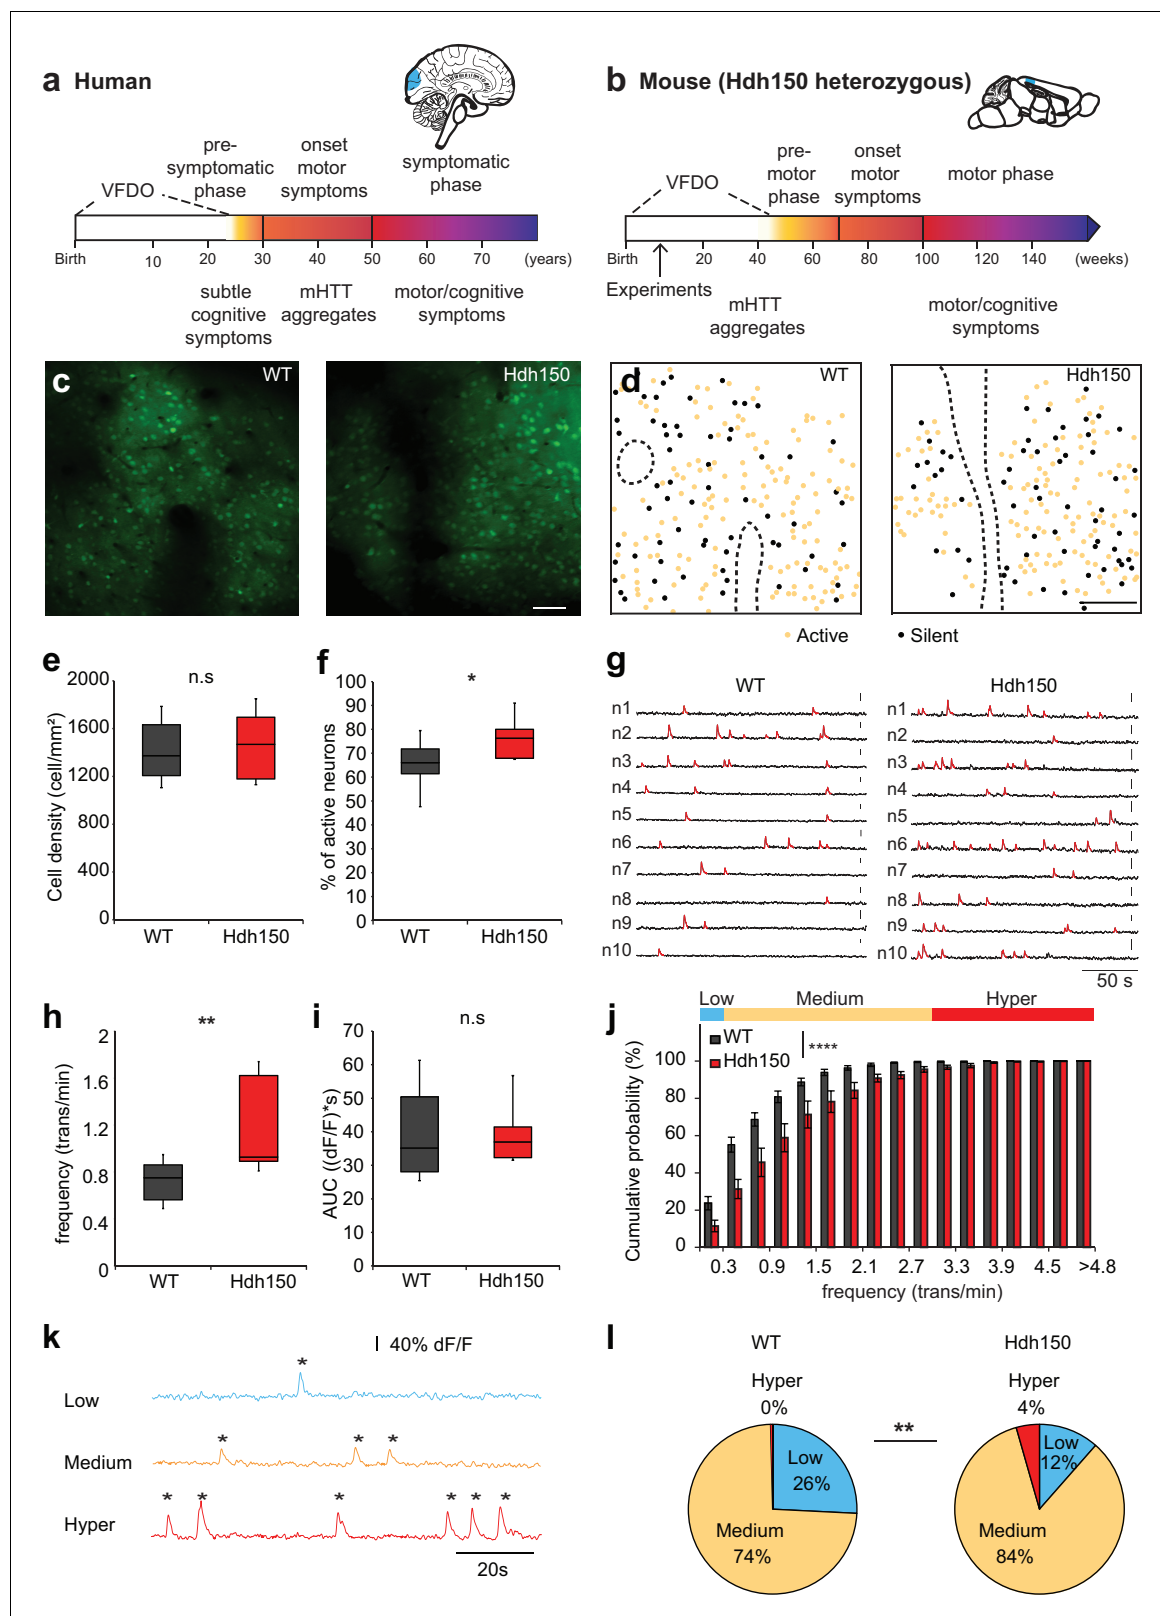 a Human
b Mouse (Hdh150 heterozygous)
pre-
symptomatic
phase
onset
motor
symptoms
symptomatic
phase
VFDO
Birth 10 20 30 40 50 60 70 (years)
subtle
cognitive
symptoms
mHTT
aggregates
motor/cognitive
symptoms
pre-
motor
phase
onset
motor
symptoms
motor phase
VFDO
Birth 20 40 60 80 100 120 140 (weeks)
Experiments
mHTT
aggregates
motor/cognitive
symptoms
c WT Hdh150
d WT Hdh150
Active Silent
e
n.s
Cell density (cell/mm²)
2000
1600
1200
800
400
0
WT Hdh150
f
*
% of active neurons
100
90
80
70
60
50
40
30
20
10
0
WT Hdh150
g
WT Hdh150
n1 n1
n2 n2
n3 n3
n4 n4
n5 n5
n6 n6
n7 n7
n8 n8
n9 n9
n10 n10
50 s
h
**
frequency (trans/min)
2
1.6
1.2
0.8
0.4
0
WT Hdh150
i
n.s
AUC ((dF/F)*s)
70
60
50
40
30
20
10
0
WT Hdh150
j
Low Medium Hyper
WT
Hdh150
****
Cumulative probability (%)
100
80
60
40
20
0
0.3 0.9 1.5 2.1 2.7 3.3 3.9 4.5 >4.8
frequency (trans/min)
k
40% dF/F
*
Low
* * *
Medium
* * * * * *
Hyper
20s
l
WT Hdh150
Hyper
0%
Low
26%
Medium
74%
**
Hyper
4%
Low
12%
Medium
84%